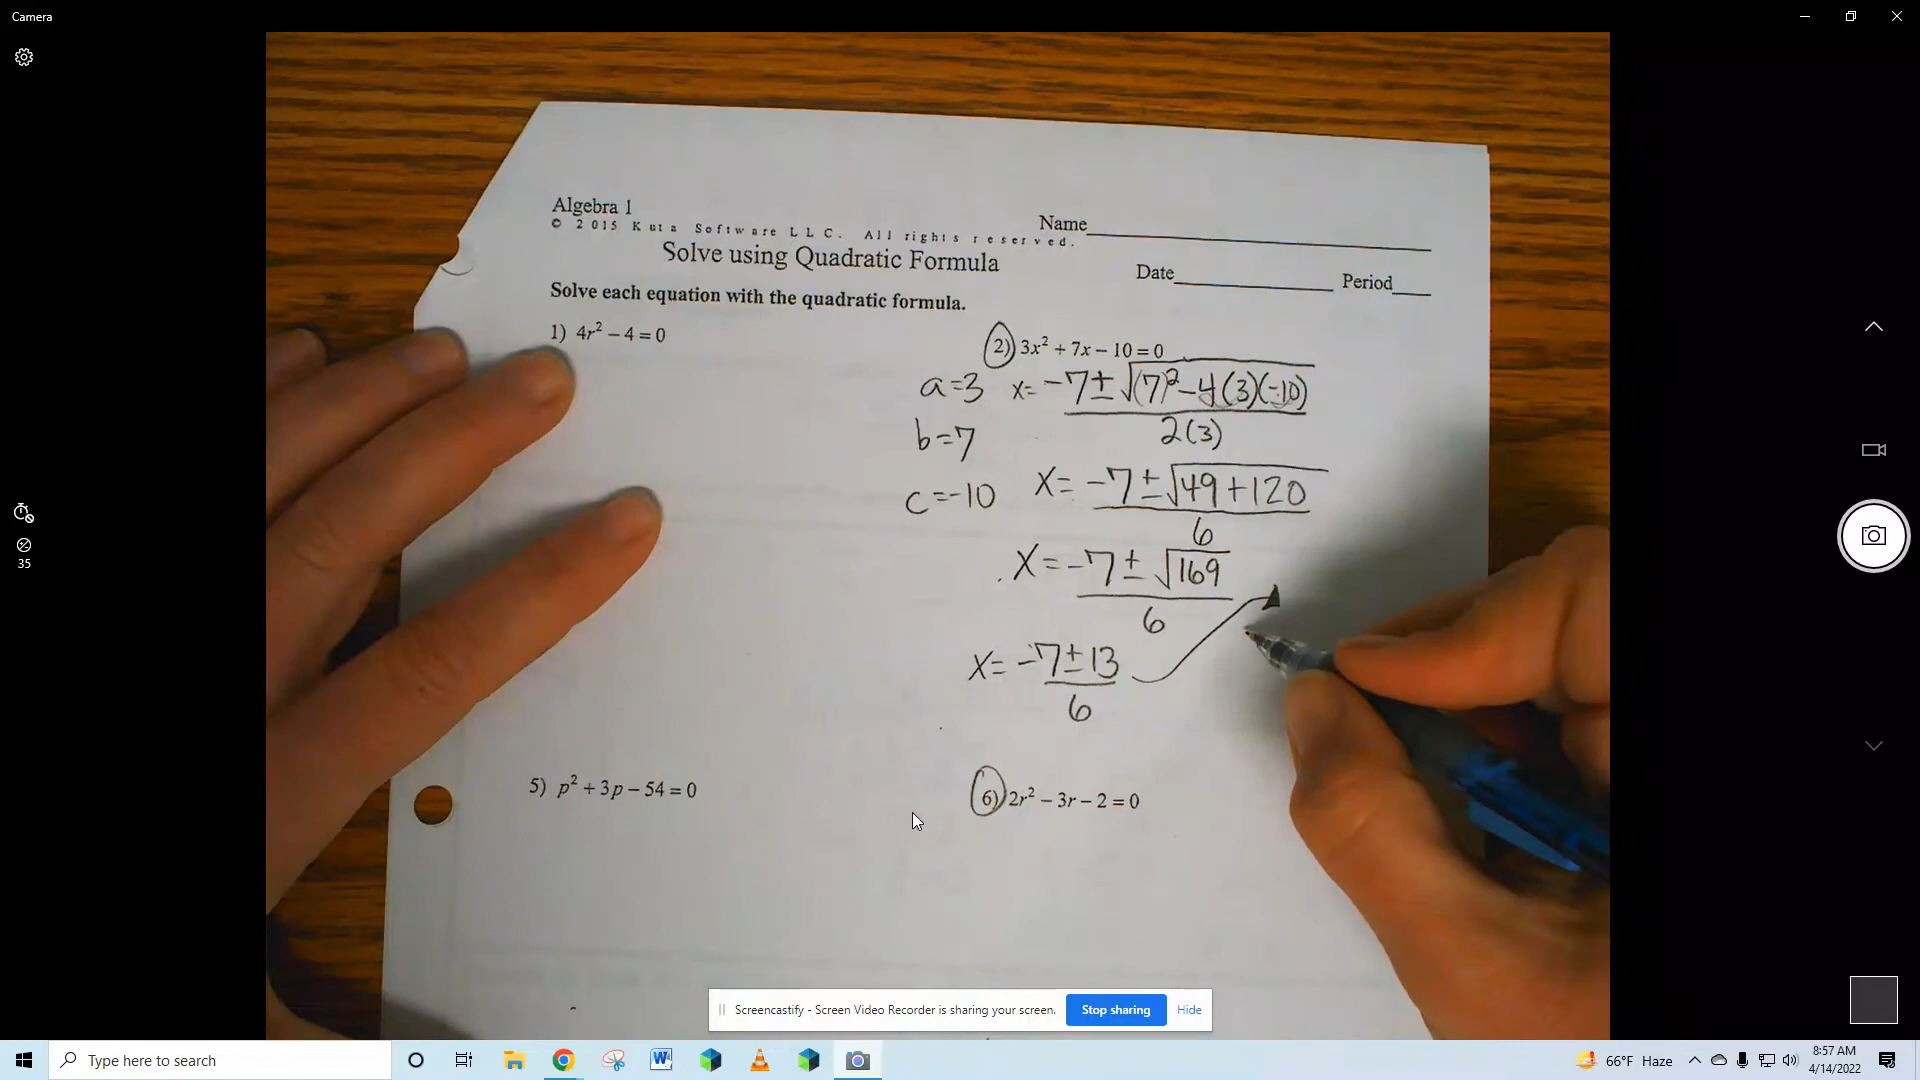 Camera
35
Algebra 1
© 2015 Kuta Software LLC. All rights reserved.
Name
Solve using Quadratic Formula
Date
Period
Solve each equation with the quadratic formula.
1) 4r² − 4 = 0
2) 3x² + 7x − 10 = 0
a=3
x= −7 ± √(7)² − 4(3)(-10)
2(3)
b=7
x= −7 ± √49+120
6
c=-10
x= −7 ± √169
6
x= −7 ± 13
6
5) p² + 3p − 54 = 0
6) 2r² − 3r − 2 = 0
Screencastify - Screen Video Recorder is sharing your screen.
Stop sharing
Hide
Type here to search
66°F Haze
8:57 AM
4/14/2022